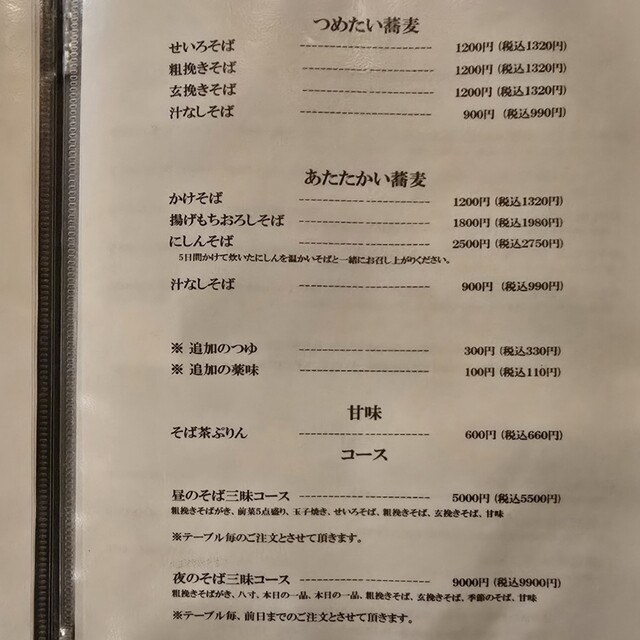 つめたい蕎麦
せいろそば ---------------------- 1200円 (税込1320円)
粗挽きそば ---------------------- 1200円 (税込1320円)
玄挽きそば ---------------------- 1200円 (税込1320円)
汁なしそば ---------------------- 900円 (税込990円)
あたたかい蕎麦
かけそば ---------------------- 1200円 (税込1320円)
揚げもちおろしそば ---------------------- 1800円 (税込1980円)
にしんそば ---------------------- 2500円 (税込2750円)
5日間かけて炊いたにしんを温かいそばと一緒にお召し上がりください。
汁なしそば ---------------------- 900円 (税込990円)
※ 追加のつゆ ---------------------- 300円 (税込330円)
※ 追加の薬味 ---------------------- 100円 (税込110円)
甘味
そば茶ぷりん ---------------------- 600円 (税込660円)
コース
昼のそば三昧コース ---------------------- 5000円 (税込5500円)
粗挽きそばがき、前菜5点盛り、玉子焼き、せいろそば、粗挽きそば、玄挽きそば、甘味
※テーブル毎のご注文とさせて頂きます。
夜のそば三昧コース ---------------------- 9000円 (税込9900円)
粗挽きそばがき、八寸、本日の一品、本日の一品、粗挽きそば、玄挽きそば、季節のそば、甘味
※テーブル毎、前日までのご注文とさせて頂きます。